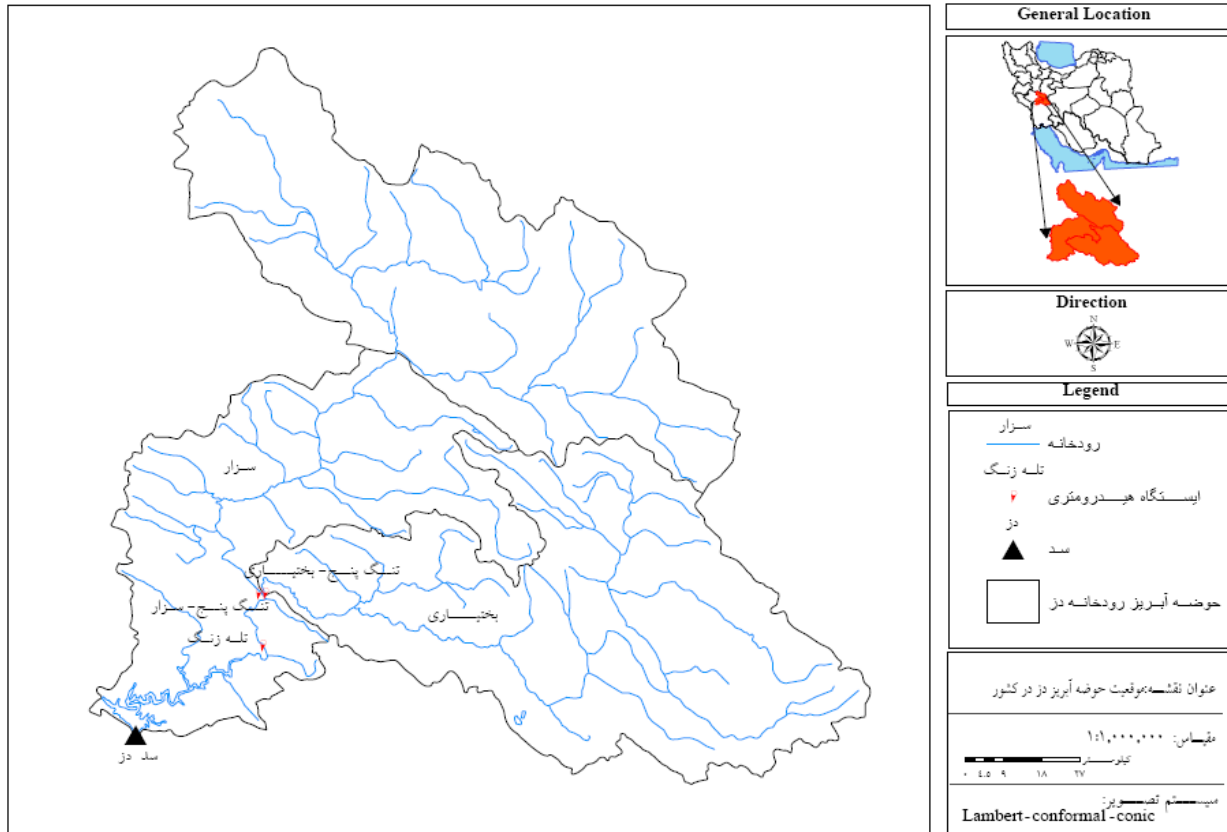 General Location
Direction
N
W E
S
Legend
سزار
رودخانه
تله زنگ
ایستگاه هیدرومتری
دز
سد
حوضه آبریز رودخانه دز
عنوان نقشه:موقعیت حوضه آبریز دز در کشور
مقیاس: ۱:۱,۰۰۰,۰۰۰
کیلومتر
۰ ۴.۵ ۹ ۱۸ ۲۷
سیستم تصویر:
Lambert-conformal-conic
سزار
تنگ پنج- بختیاری
تنگ پنج- سزار
بختیاری
تله زنگ
سد دز